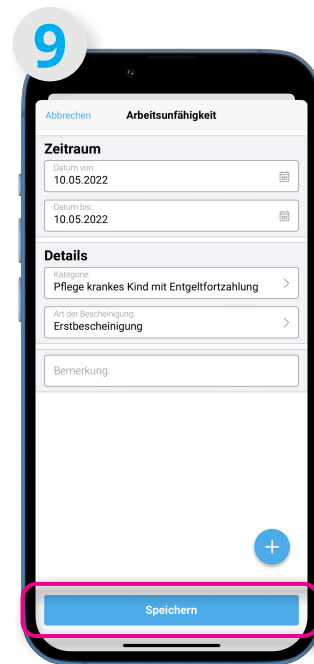 9
Abbrechen Arbeitsunfähigkeit
Zeitraum
Datum von:
10.05.2022
Datum bis:
10.05.2022
Details
Kategorie:
Pflege krankes Kind mit Entgeltfortzahlung
Art der Bescheinigung:
Erstbescheinigung
Bemerkung:
+
Speichern